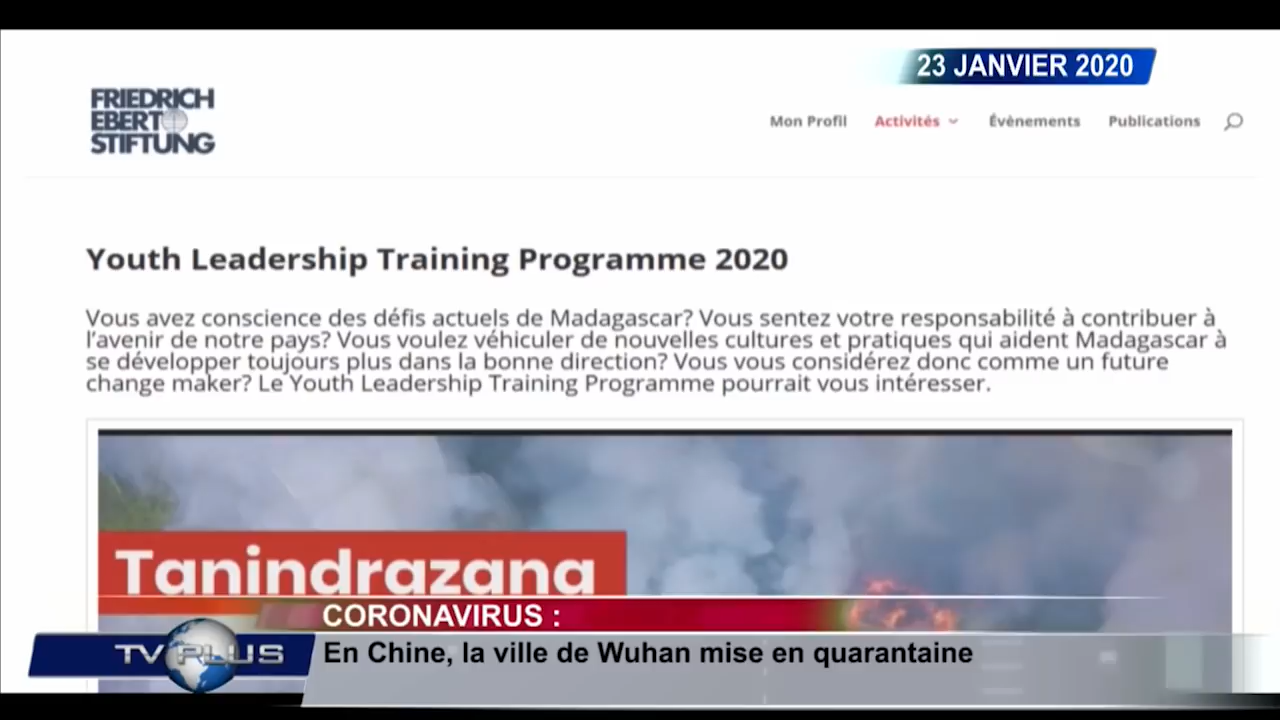 23 JANVIER 2020
FRIEDRICH
EBERT
STIFTUNG
Mon Profil Activités Évènements Publications
Youth Leadership Training Programme 2020
Vous avez conscience des défis actuels de Madagascar? Vous sentez votre responsabilité à contribuer à
l’avenir de notre pays? Vous voulez véhiculer de nouvelles cultures et pratiques qui aident Madagascar à
se développer toujours plus dans la bonne direction? Vous vous considérez donc comme un future
change maker? Le Youth Leadership Training Programme pourrait vous intéresser.
Tanindrazana
CORONAVIRUS :
TV PLUS
En Chine, la ville de Wuhan mise en quarantaine